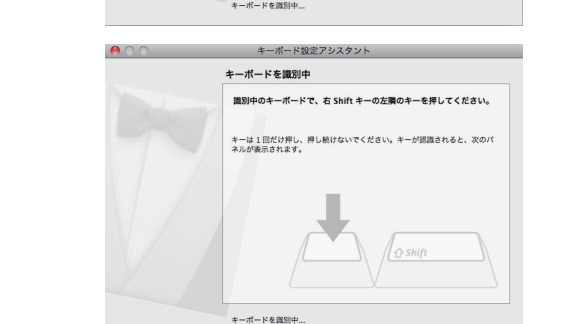 キーボードを識別中...
キーボード設定アシスタント
キーボードを識別中
識別中のキーボードで、右 Shift キーの左隣のキーを押してください。
キーは 1 回だけ押し、押し続けないでください。キーが認識されると、次のパ
ネルが表示されます。
⇧ Shift
キーボードを識別中...